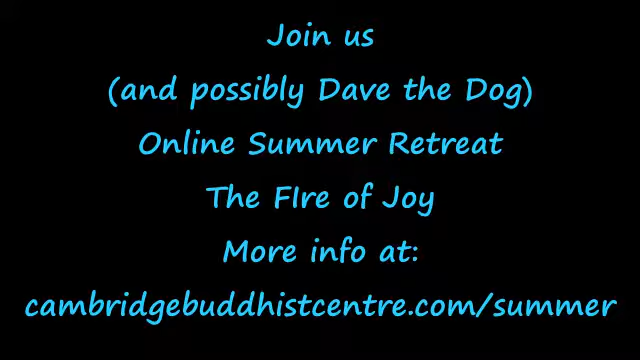 Join us
(and possibly Dave the Dog)
Online Summer Retreat
The FIre of Joy
More info at:
cambridgebuddhistcentre.com/summer